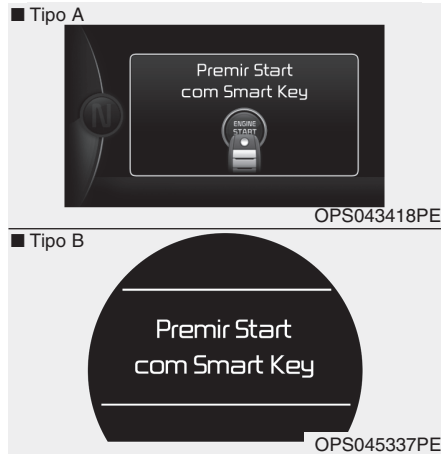 ■ Tipo A
Premir Start
com Smart Key
N
ENGINE
START
OPS043418PE
■ Tipo B
Premir Start
com Smart Key
OPS045337PE